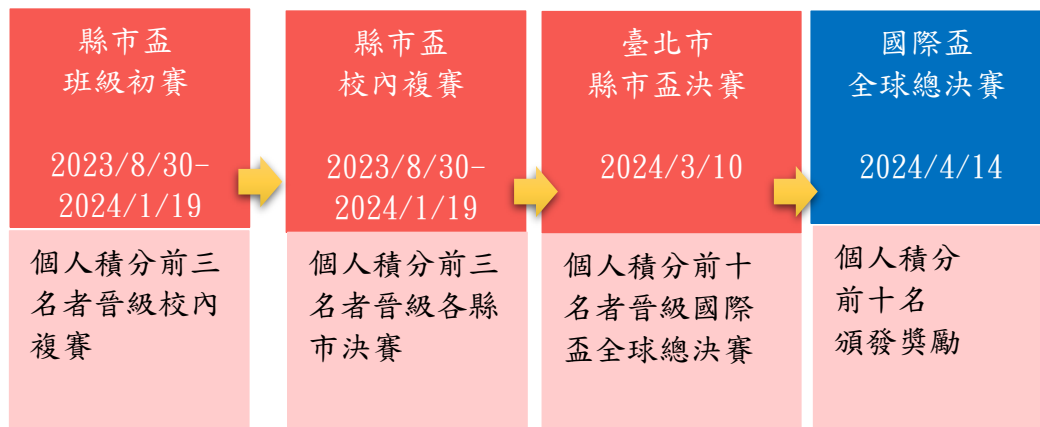 縣市盃
班級初賽
2023/8/30-
2024/1/19
個人積分前三
名者晉級校內
複賽
縣市盃
校內複賽
2023/8/30-
2024/1/19
個人積分前三
名者晉級各縣
市決賽
臺北市
縣市盃決賽
2024/3/10
個人積分前十
名者晉級國際
盃全球總決賽
國際盃
全球總決賽
2024/4/14
個人積分
前十名
頒發獎勵